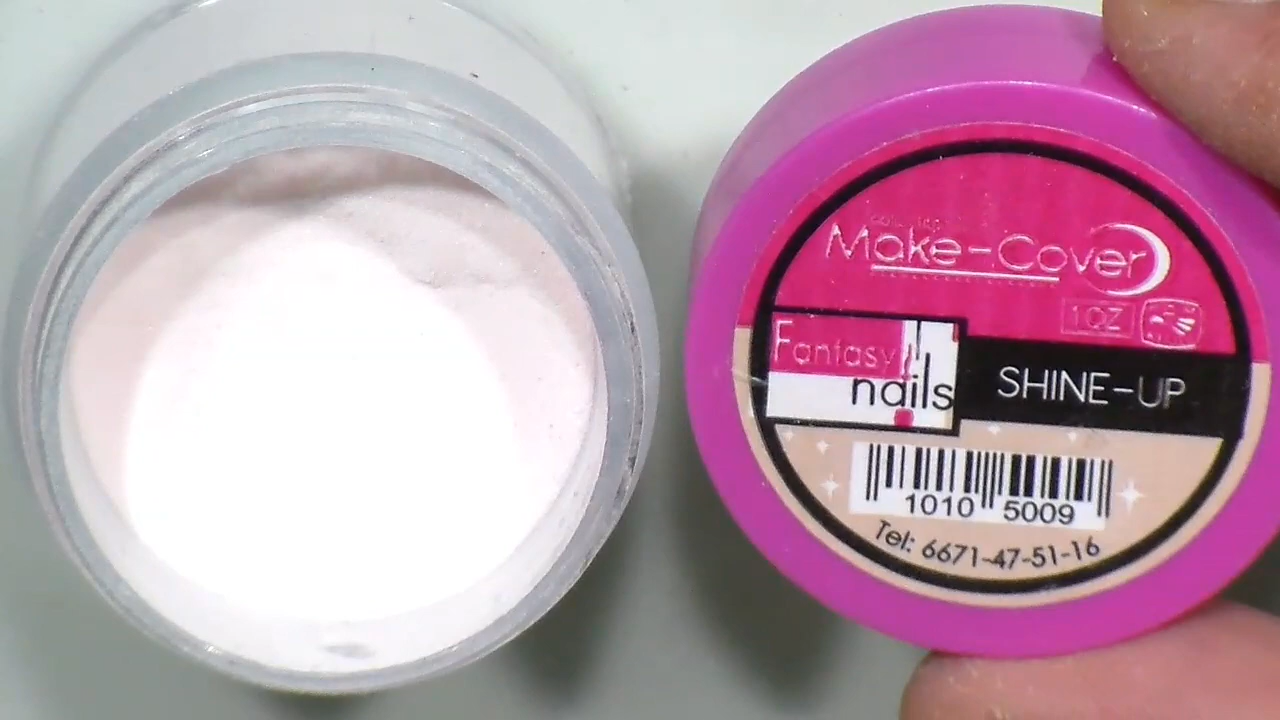 Make-Cover
1OZ
Fantasy
nails
SHINE-UP
1010 5009
Tel: 6671-47-51-16